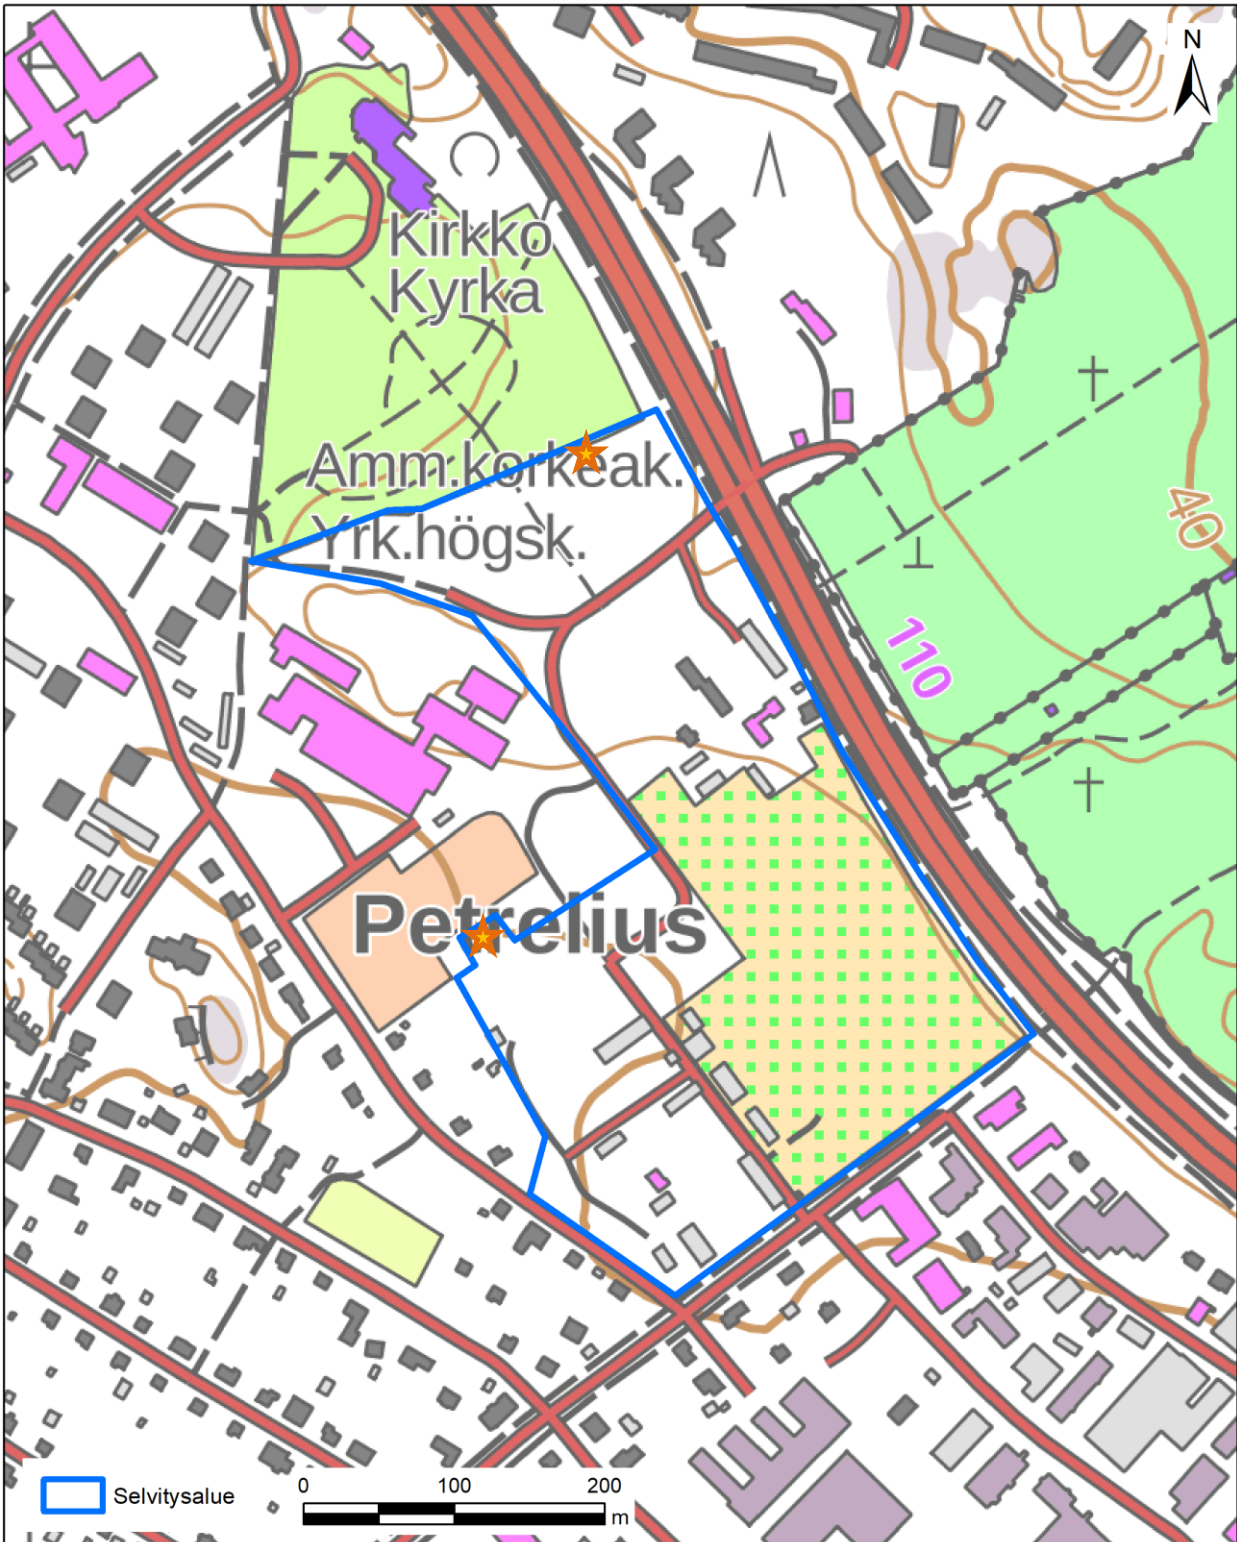 N
Kirkko
Kyrka
Amm.korkeak.
Yrk.högsk.
40
110
Petrelius
Selvitysalue
0 100 200
m